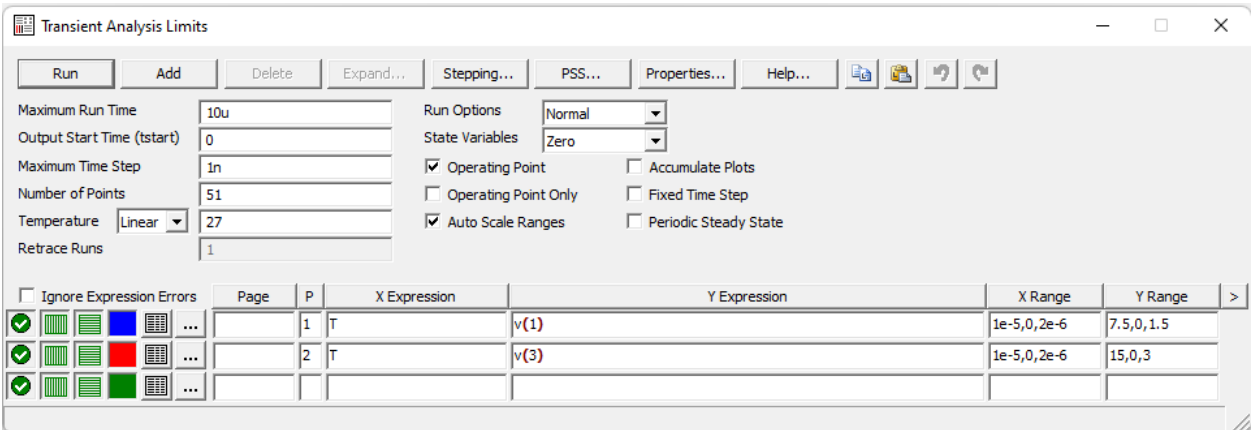 Transient Analysis Limits
Run Add Delete Expand... Stepping... PSS... Properties... Help...
Maximum Run Time 10u Run Options Normal
Output Start Time (tstart) 0 State Variables Zero
Maximum Time Step 1n Operating Point Accumulate Plots
Number of Points 51 Operating Point Only Fixed Time Step
Temperature Linear 27 Auto Scale Ranges Periodic Steady State
Retrace Runs 1
Ignore Expression Errors Page P X Expression Y Expression X Range Y Range >
... 1 T v(1) 1e-5,0,2e-6 7.5,0,1.5
... 2 T v(3) 1e-5,0,2e-6 15,0,3
...